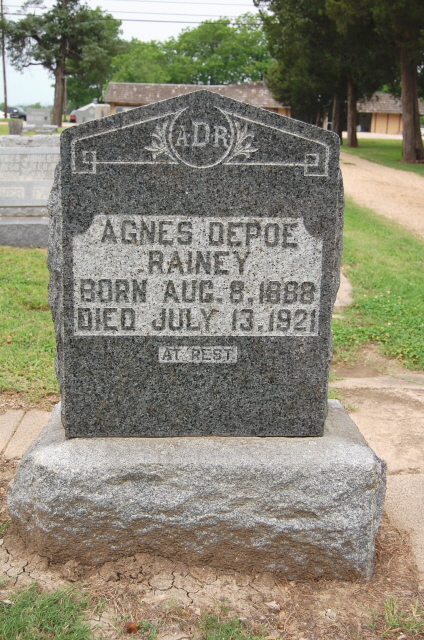 ADR
AGNES DEPOE
RAINEY
BORN AUG. 8, 1888
DIED JULY 13, 1921
AT REST